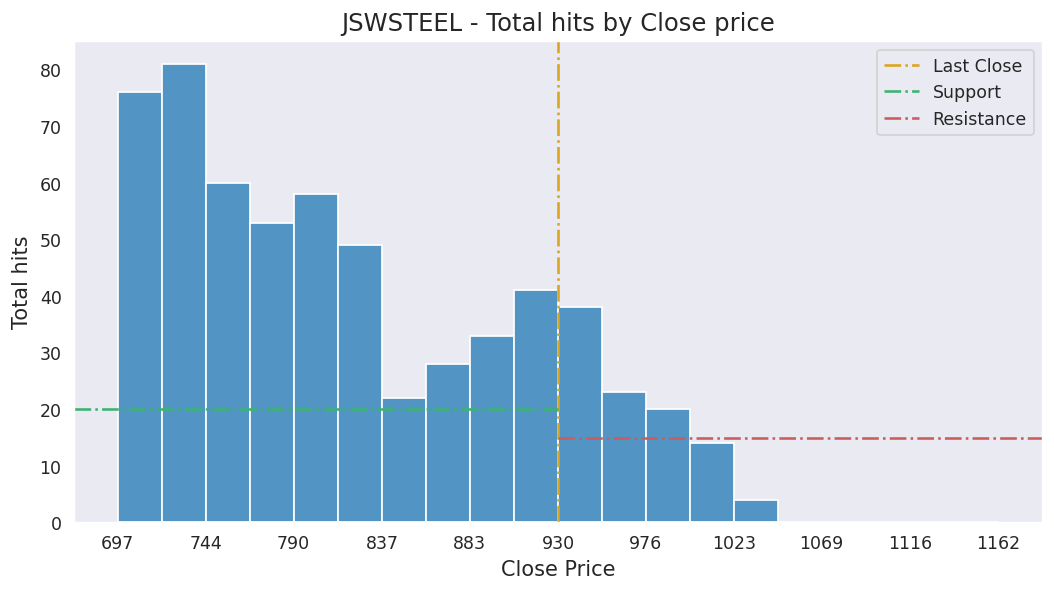 JSWSTEEL - Total hits by Close price
Last Close
Support
Resistance
Total hits
80
70
60
50
40
30
20
10
0
697 744 790 837 883 930 976 1023 1069 1116 1162
Close Price